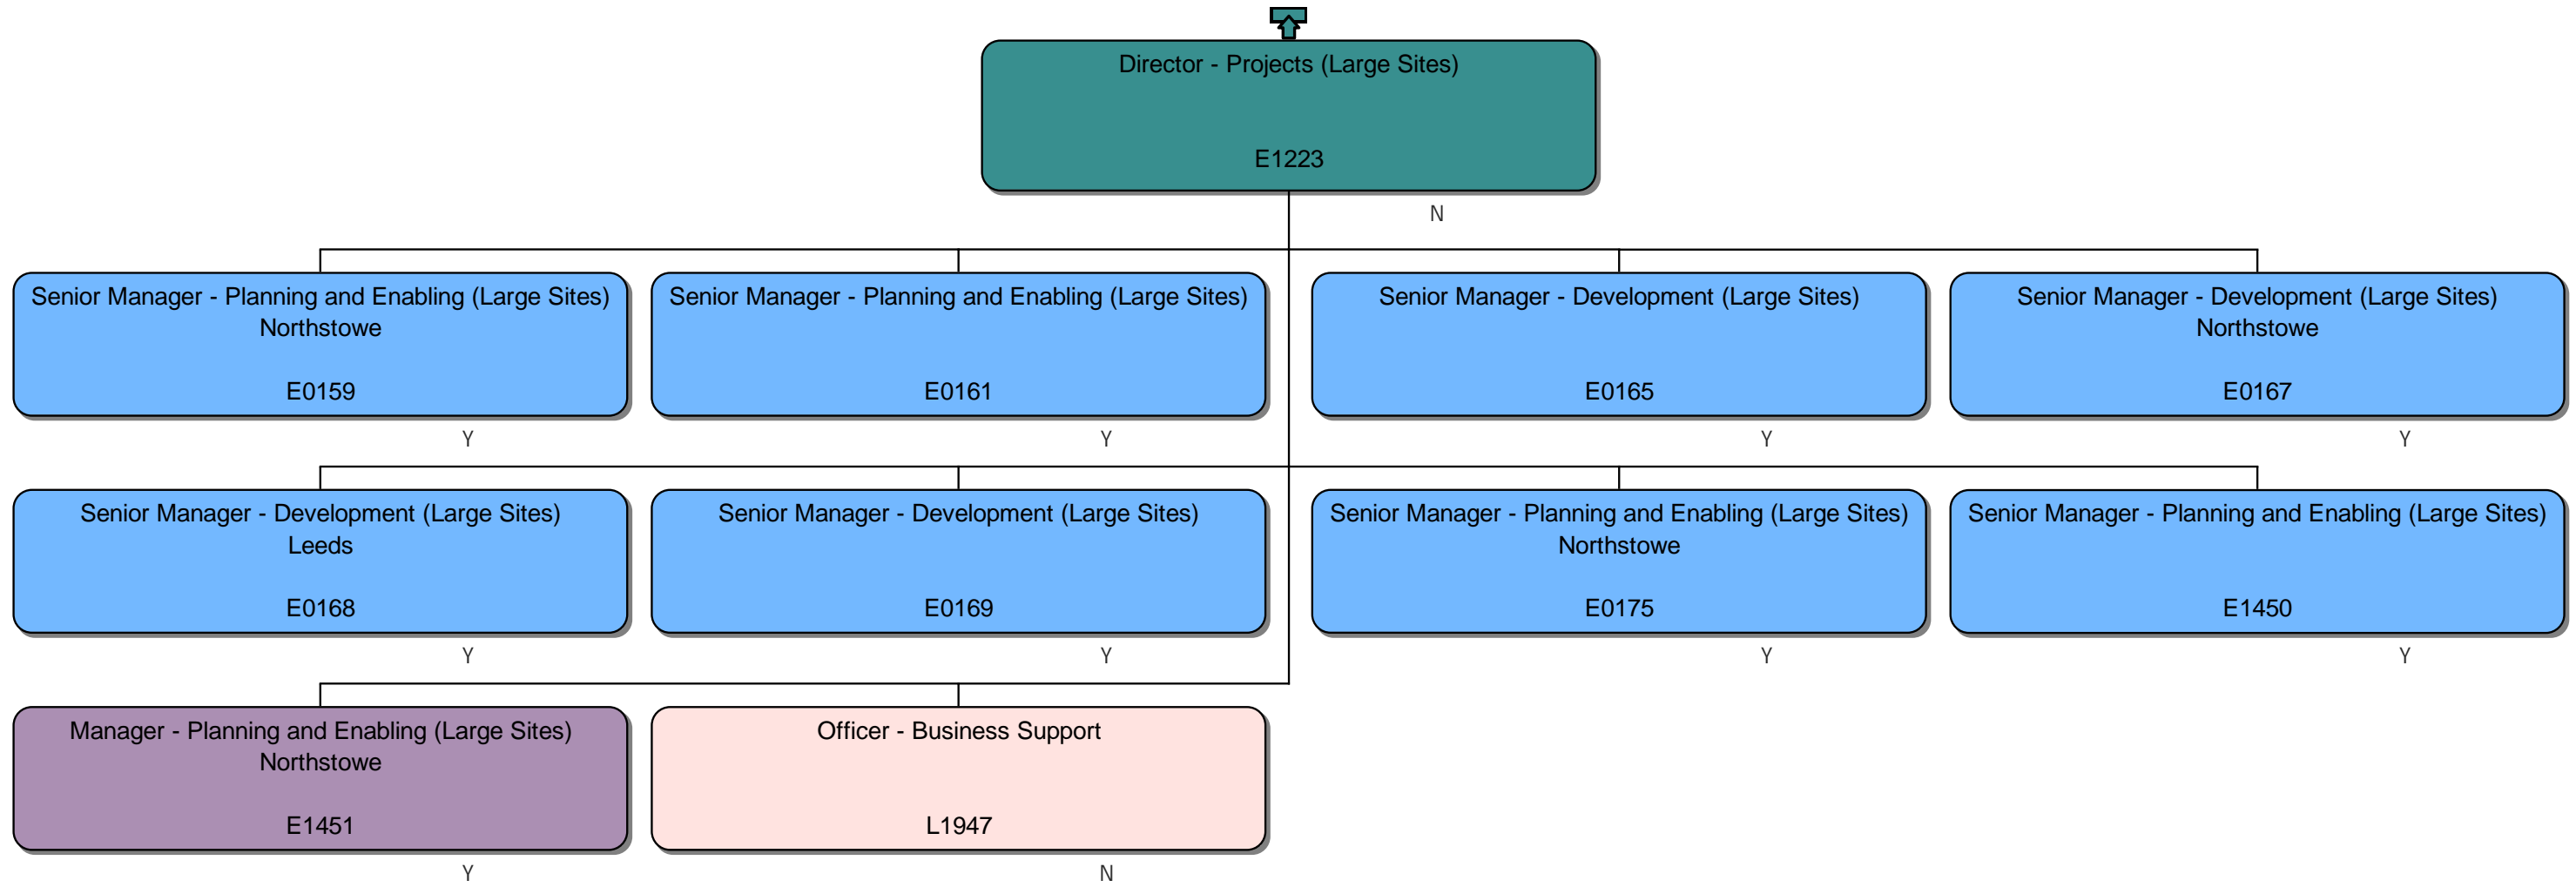 Director - Projects (Large Sites)
E1223
N
Senior Manager - Planning and Enabling (Large Sites)
Northstowe
E0159
Y
Senior Manager - Planning and Enabling (Large Sites)
E0161
Y
Senior Manager - Development (Large Sites)
E0165
Y
Senior Manager - Development (Large Sites)
Northstowe
E0167
Y
Senior Manager - Development (Large Sites)
Leeds
E0168
Y
Senior Manager - Development (Large Sites)
E0169
Y
Senior Manager - Planning and Enabling (Large Sites)
Northstowe
E0175
Y
Senior Manager - Planning and Enabling (Large Sites)
E1450
Y
Manager - Planning and Enabling (Large Sites)
Northstowe
E1451
Y
Officer - Business Support
L1947
N